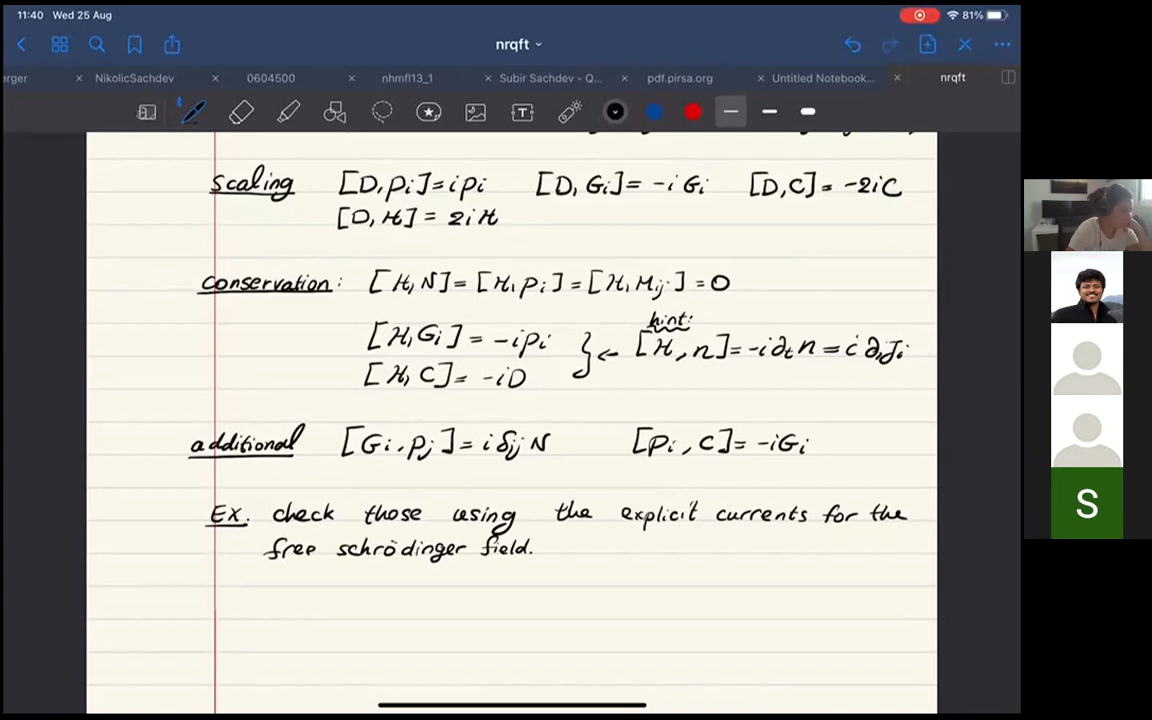 11:40 Wed 25 Aug
81%
nrqft
erger
NikolicSachdev
0604500
nhmfl13_1
Subir Sachdev - Q...
pdf.pirsa.org
Untitled Notebook...
nrqft
scaling [D, Pi] = iPi [D, Gi] = -iGi [D, C] = -2iC
[D, H] = 2iH
conservation: [H, N] = [H, Pi] = [H, Mij] = 0
hint:
[H, Gi] = -iPi } ← [H, n] = -i∂t n = i ∂iJi
[H, C] = -iD
additional [Gi, Pj] = i δij N [Pi, C] = -iGi
Ex. check those using the explicit currents for the
free schrödinger field.
S